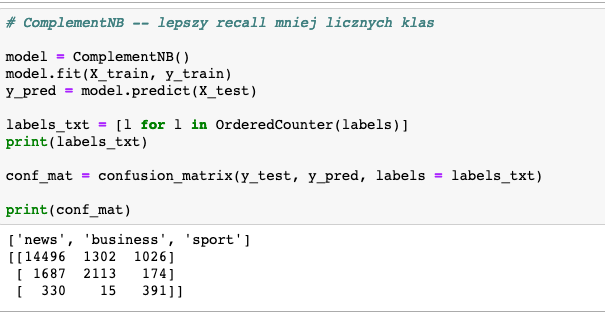 # ComplementNB -- lepszy recall mniej licznych klas
model = ComplementNB()
model.fit(X_train, y_train)
y_pred = model.predict(X_test)
labels_txt = [l for l in OrderedCounter(labels)]
print(labels_txt)
conf_mat = confusion_matrix(y_test, y_pred, labels = labels_txt)
print(conf_mat)
['news', 'business', 'sport']
[[14496  1302  1026]
 [ 1687  2113   174]
 [  330    15   391]]